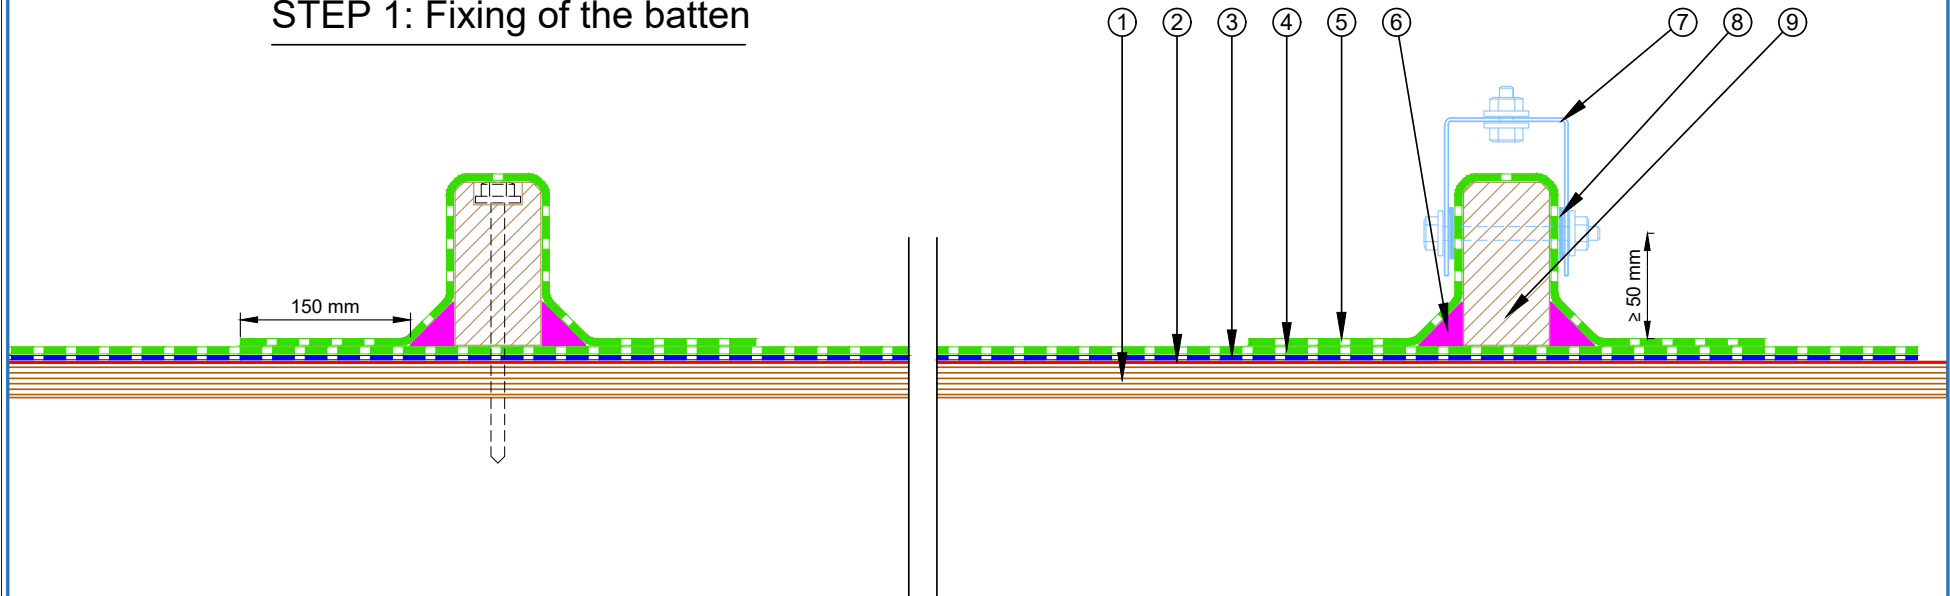 STEP 1: Fixing of the batten
1 2 3 4 5 6 7 8 9
150 mm
≥ 50 mm